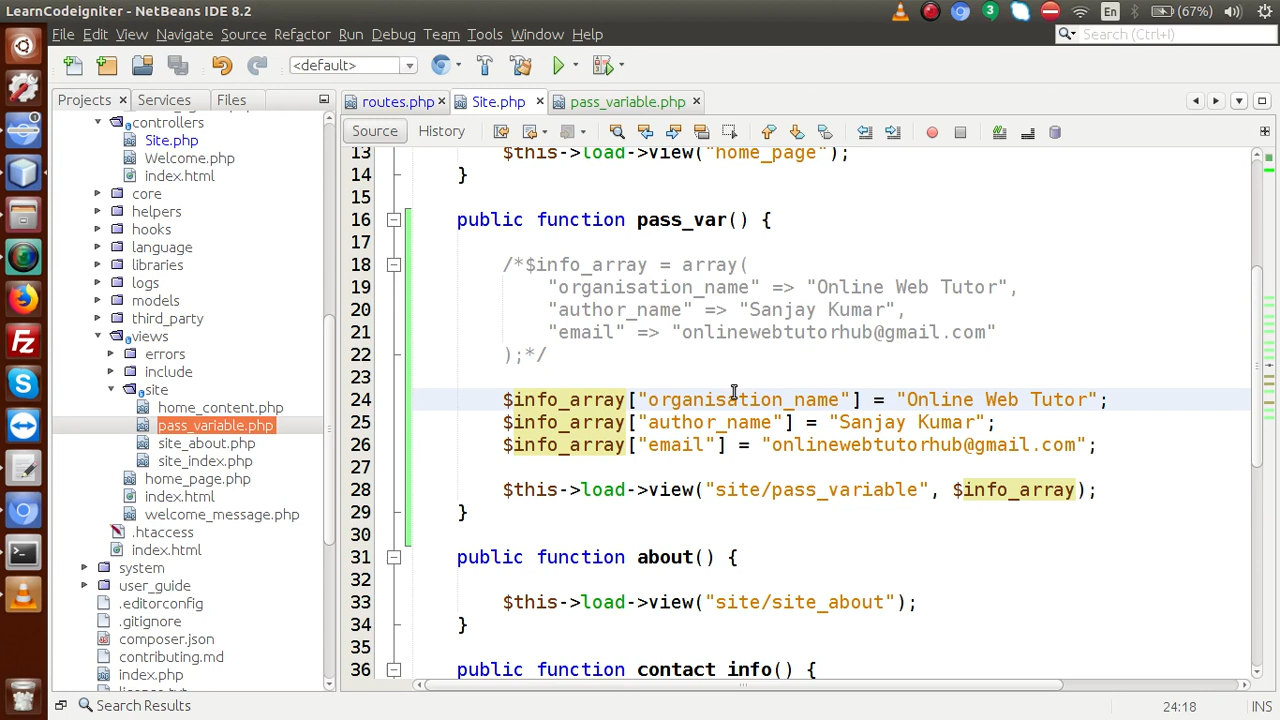 LearnCodeigniter - NetBeans IDE 8.2
3
En
(67%)
File Edit View Navigate Source Refactor Run Debug Team Tools Window Help
Search (Ctrl+I)
<default>
Projects
Services
Files
routes.php
Site.php
pass_variable.php
Source
History
controllers
Site.php
Welcome.php
index.html
core
helpers
hooks
language
libraries
logs
models
third_party
views
errors
include
site
home_content.php
pass_variable.php
site_about.php
site_index.php
home_page.php
index.html
welcome_message.php
.htaccess
index.html
system
user_guide
.editorconfig
.gitignore
composer.json
contributing.md
index.php
license.txt
13 $this->load->view("home_page");
14 }
15
16 public function pass_var() {
17
18 /*$info_array = array(
19 "organisation_name" => "Online Web Tutor",
20 "author_name" => "Sanjay Kumar",
21 "email" => "onlinewebtutorhub@gmail.com"
22 );*/
23
24 $info_array["organisation_name"] = "Online Web Tutor";
25 $info_array["author_name"] = "Sanjay Kumar";
26 $info_array["email"] = "onlinewebtutorhub@gmail.com";
27
28 $this->load->view("site/pass_variable", $info_array);
29 }
30
31 public function about() {
32
33 $this->load->view("site/site_about");
34 }
35
36 public function contact_info() {
Search Results
24:18
INS